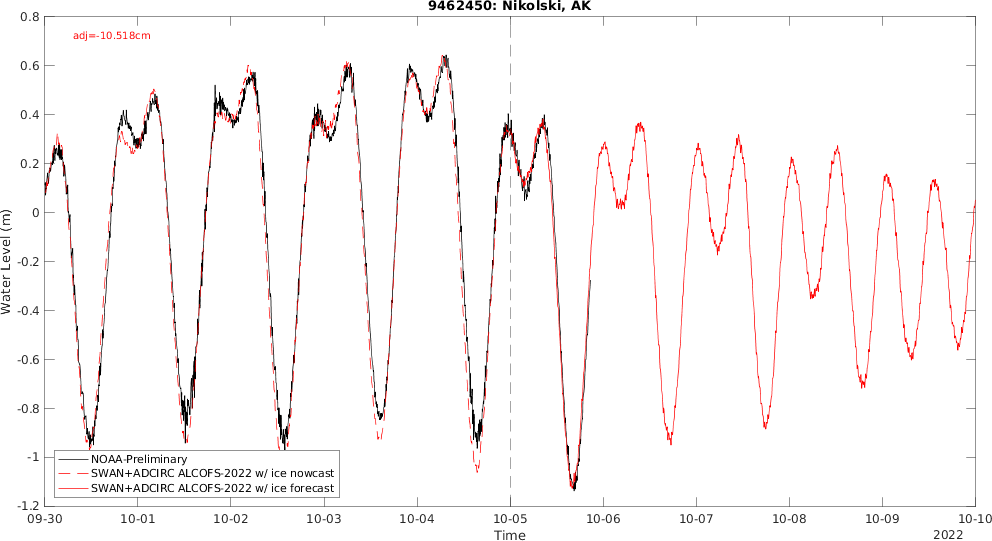 9462450: Nikolski, AK
adj=-10.518cm
Water Level (m)
0.8
0.6
0.4
0.2
0
-0.2
-0.4
-0.6
-0.8
-1
-1.2
NOAA-Preliminary
SWAN+ADCIRC ALCOFS-2022 w/ ice nowcast
SWAN+ADCIRC ALCOFS-2022 w/ ice forecast
09-30 10-01 10-02 10-03 10-04 10-05 10-06 10-07 10-08 10-09 10-10
Time
2022